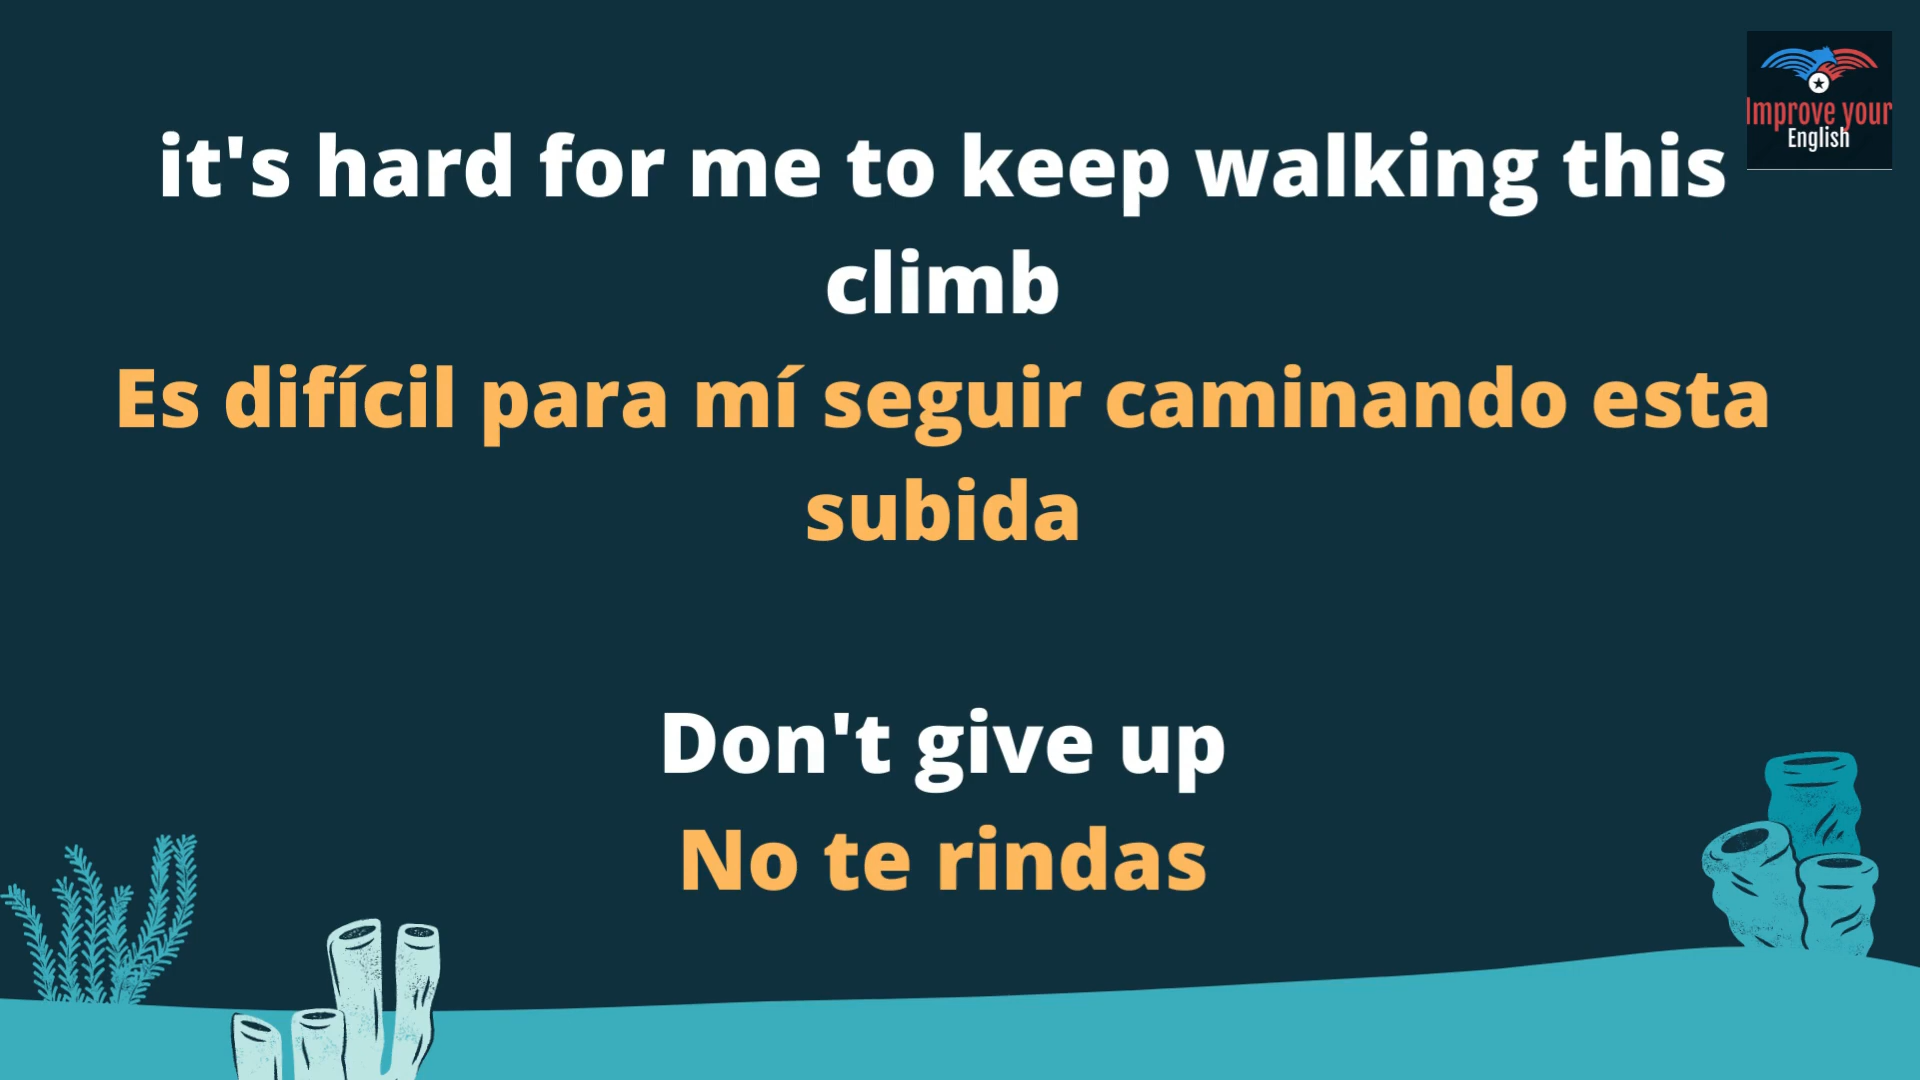 Improve your
English
it's hard for me to keep walking this
climb
Es difícil para mí seguir caminando esta
subida
Don't give up
No te rindas